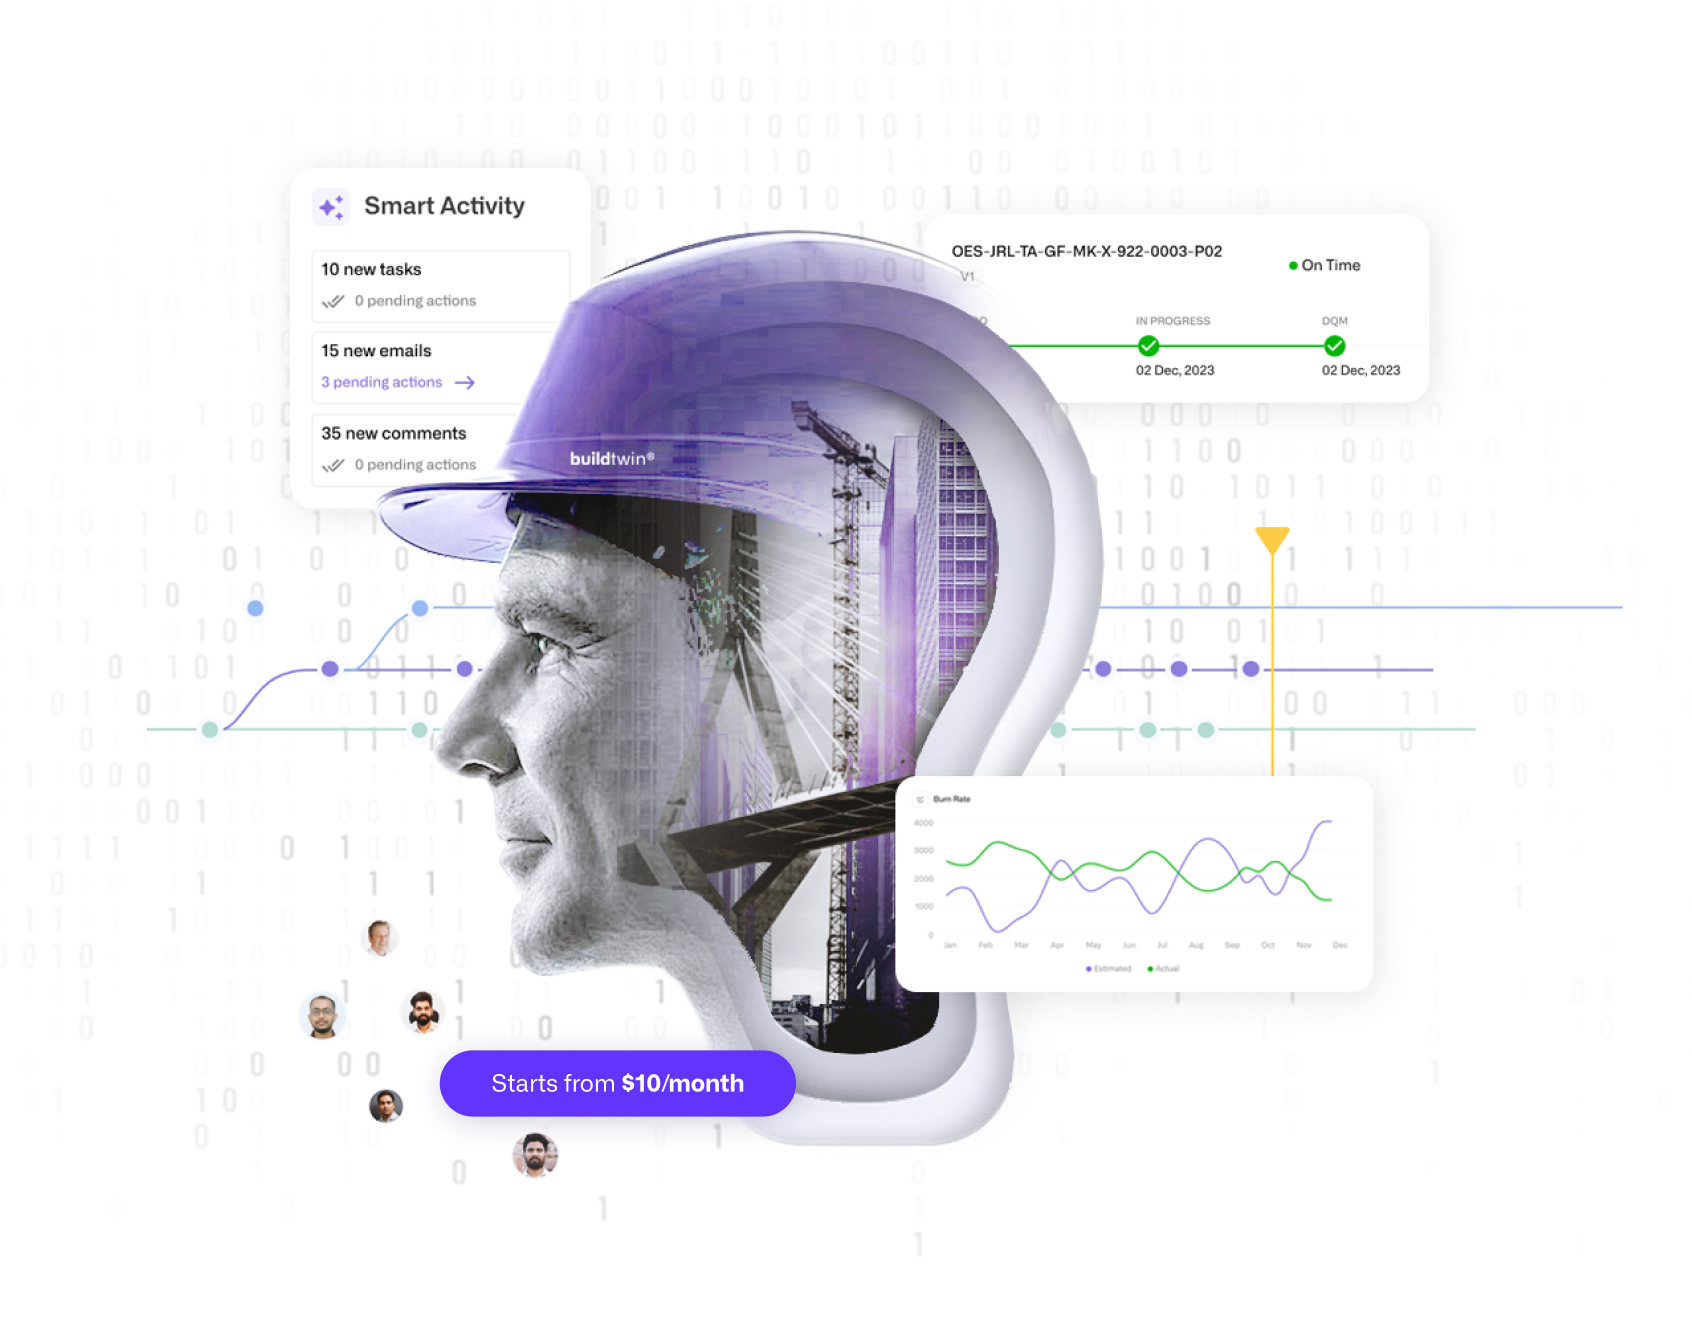 Smart Activity
10 new tasks
0 pending actions
15 new emails
3 pending actions
35 new comments
0 pending actions
buildtwin®
OES-JRL-TA-GF-MK-X-922-0003-P02
V1
On Time
IN PROGRESS
DQM
02 Dec, 2023
02 Dec, 2023
Burn Rate
4000
3000
2000
1000
0
Jan Feb Mar Apr May Jun Jul Aug Sep Oct Nov Dec
Estimated Actual
Starts from $10/month